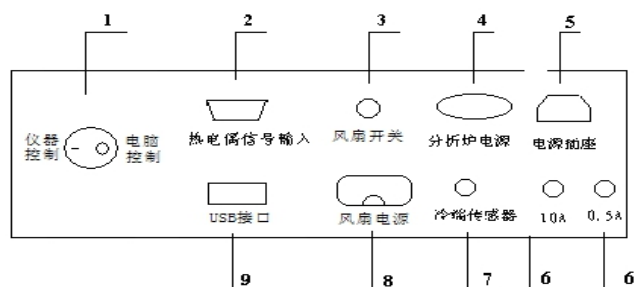 1 2 3 4 5
仪器控制 电脑控制 热电偶信号输入 风扇开关 分析炉电源 电源插座
USB接口 风扇电源 冷端传感器 10A 0.5A
9 8 7 6 6